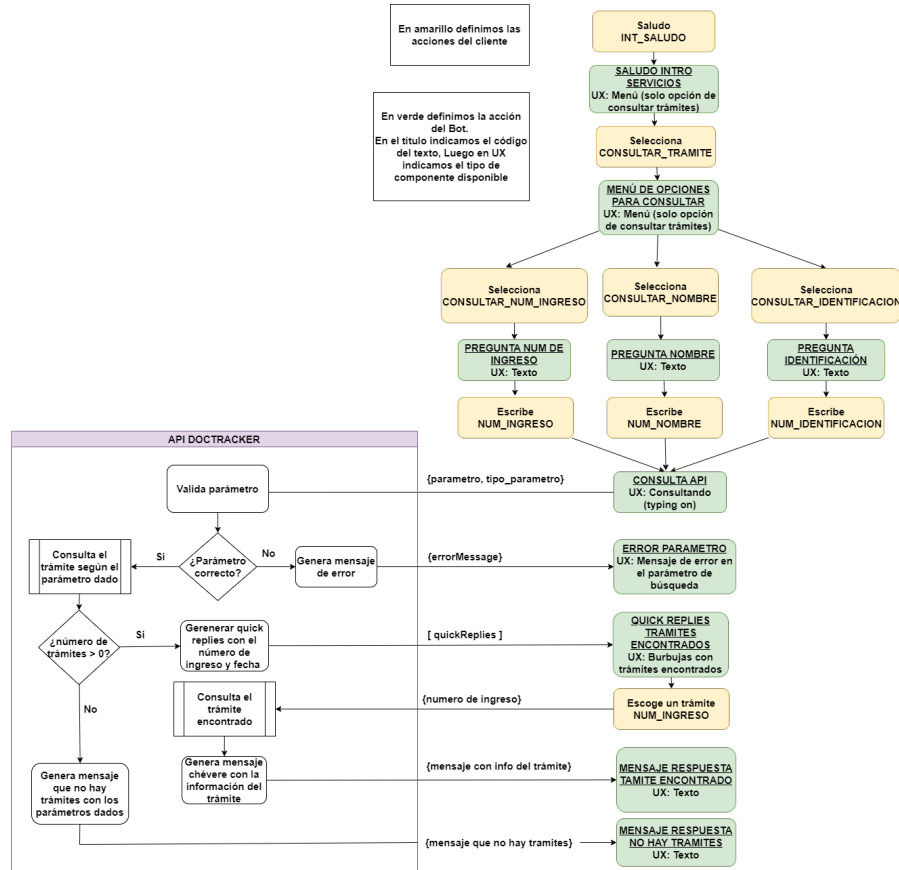 En amarillo definimos las
acciones del cliente
En verde definimos la acción
del Bot.
En el título indicamos el código
del texto, Luego en UX
indicamos el tipo de
componente disponible
Saludo
INT_SALUDO
SALUDO INTRO
SERVICIOS
UX: Menú (solo opción de
consultar trámites)
Selecciona
CONSULTAR_TRAMITE
MENÚ DE OPCIONES
PARA CONSULTAR
UX: Menú (solo opción
de consultar trámites)
Selecciona
CONSULTAR_NUM_INGRESO
Selecciona
CONSULTAR_NOMBRE
Selecciona
CONSULTAR_IDENTIFICACION
PREGUNTA NUM DE
INGRESO
UX: Texto
PREGUNTA NOMBRE
UX: Texto
PREGUNTA
IDENTIFICACIÓN
UX: Texto
Escribe
NUM_INGRESO
Escribe
NUM_NOMBRE
Escribe
NUM_IDENTIFICACION
API DOCTRACKER
Valida parámetro
{parametro, tipo_parametro}
CONSULTA API
UX: Consultando
(typing on)
Consulta el
trámite según el
parámetro dado
Si
¿Parámetro
correcto?
No
Genera mensaje
de error
{errorMessage}
ERROR PARAMETRO
UX: Mensaje de error en
el parámetro de
búsqueda
¿número de
trámites > 0?
Si
Gerenerar quick
replies con el
número de
ingreso y fecha
[ quickReplies ]
QUICK REPLIES
TRAMITES
ENCONTRADOS
UX: Burbujas con
trámites encontrados
No
Consulta el
trámite
encontrado
{numero de ingreso}
Escoge un trámite
NUM_INGRESO
Genera mensaje
que no hay
trámites con los
parámetros dados
Genera mensaje
chévere con la
información del
trámite
{mensaje con info del trámite}
MENSAJE RESPUESTA
TAMITE ENCONTRADO
UX: Texto
{mensaje que no hay tramites}
MENSAJE RESPUESTA
NO HAY TRAMITES
UX: Texto